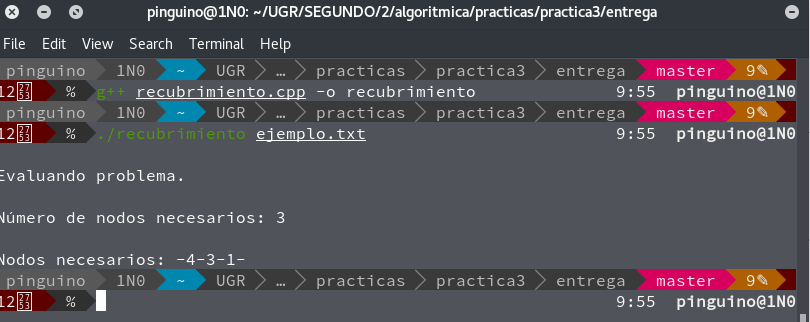 pinguino@1N0: ~/UGR/SEGUNDO/2/algoritmica/practicas/practica3/entrega
File Edit View Search Terminal Help
pinguino 1N0 ~ UGR … practicas practica3 entrega master 9✎
12 % g++ recubrimiento.cpp -o recubrimiento 9:55 pinguino@1N0
pinguino 1N0 ~ UGR … practicas practica3 entrega master 9✎
12 % ./recubrimiento ejemplo.txt 9:55 pinguino@1N0
Evaluando problema.
Número de nodos necesarios: 3
Nodos necesarios: -4-3-1-
pinguino 1N0 ~ UGR … practicas practica3 entrega master 9✎
12 % 9:55 pinguino@1N0